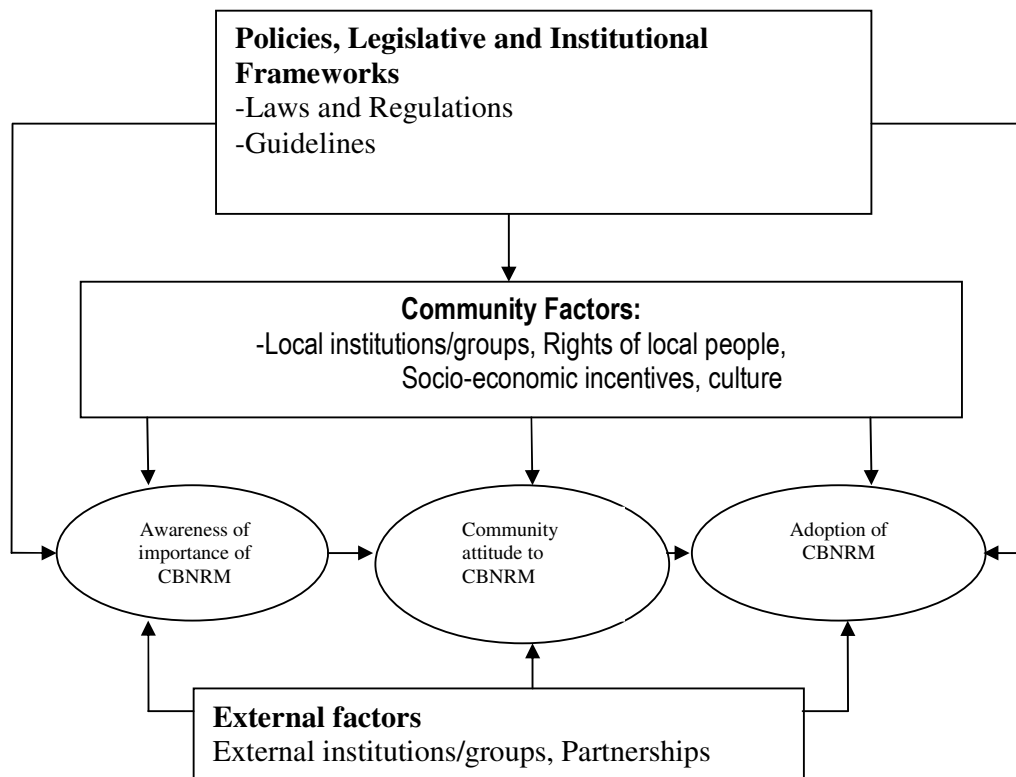 Policies, Legislative and Institutional
Frameworks
-Laws and Regulations
-Guidelines
Community Factors:
-Local institutions/groups, Rights of local people,
Socio-economic incentives, culture
Awareness of
importance of
CBNRM
Community
attitude to
CBNRM
Adoption of
CBNRM
External factors
External institutions/groups, Partnerships